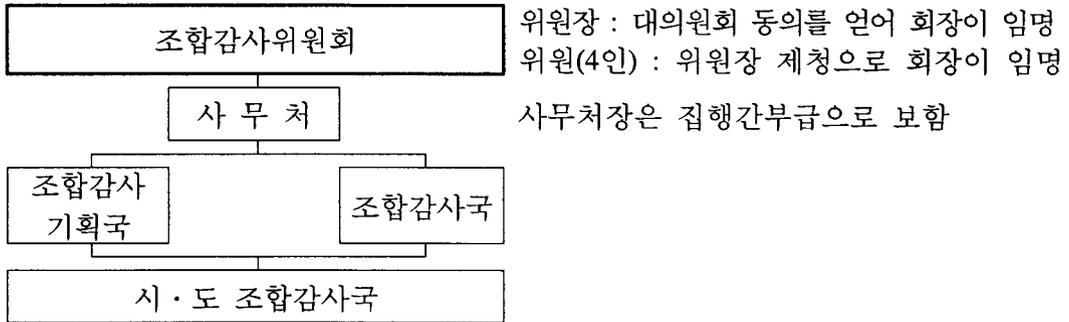 조합감사위원회
위원장 : 대의원회 동의를 얻어 회장이 임명
위원(4인) : 위원장 제청으로 회장이 임명
사 무 처
사무처장은 집행간부급으로 보함
조합감사
기획국
조합감사국
시·도 조합감사국